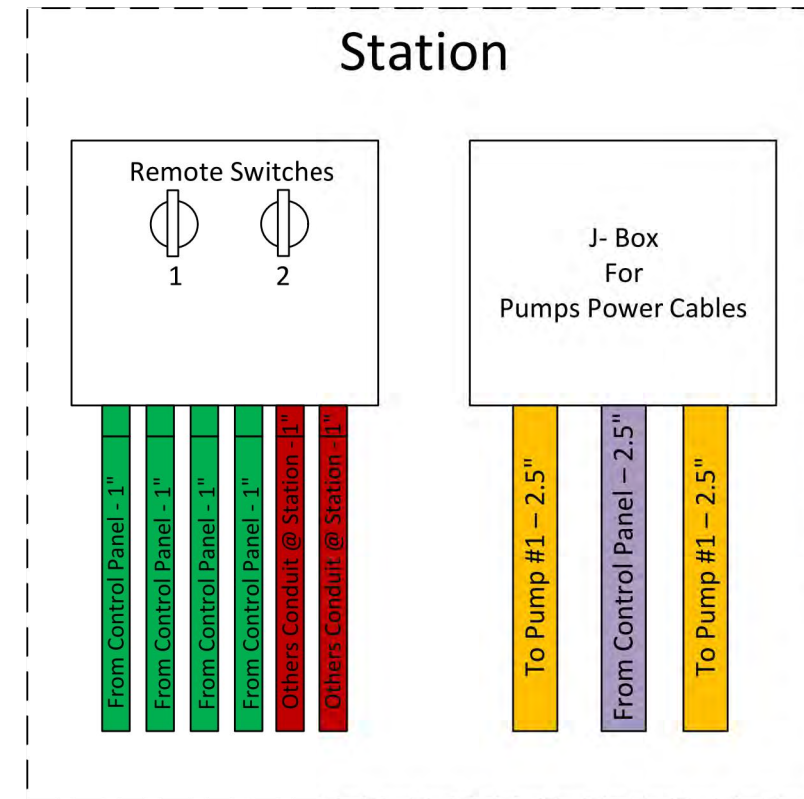 Station
Remote Switches
1
2
J- Box
For
Pumps Power Cables
From Control Panel - 1"
From Control Panel - 1"
From Control Panel - 1"
From Control Panel - 1"
Others Conduit @ Station - 1"
Others Conduit @ Station - 1"
To Pump #1 – 2.5"
From Control Panel – 2.5"
To Pump #1 – 2.5"